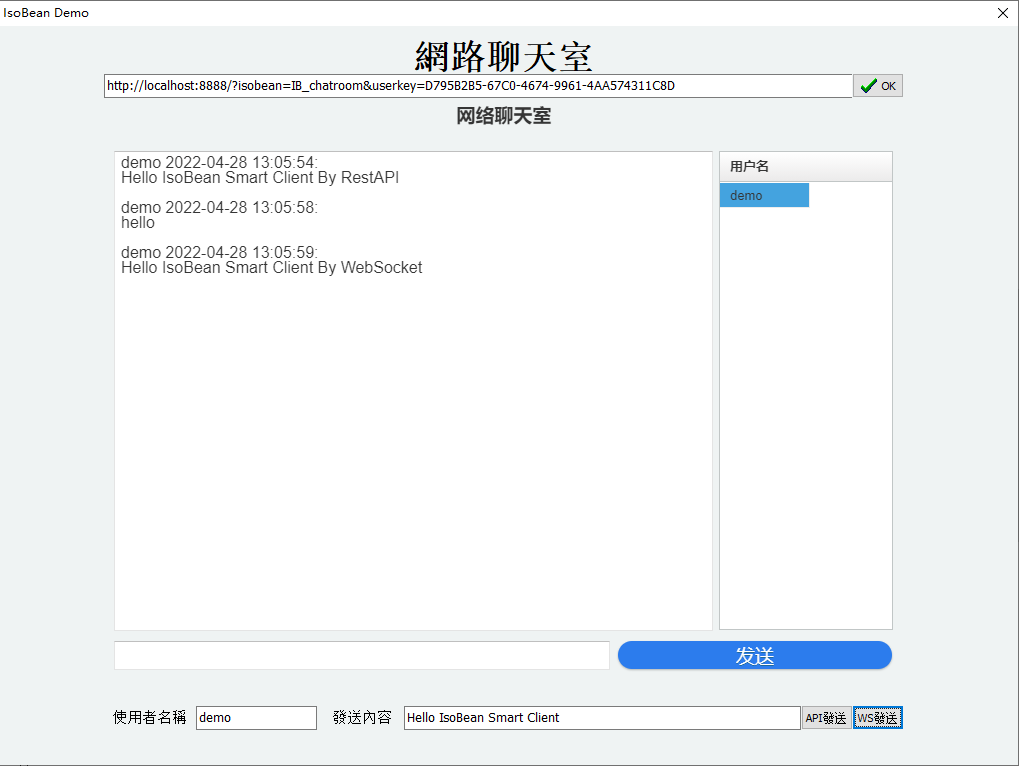 IsoBean Demo
網路聊天室
http://localhost:8888/?isobean=IB_chatroom&userkey=D795B2B5-67C0-4674-9961-4AA574311C8D
OK
网络聊天室
demo 2022-04-28 13:05:54:
Hello IsoBean Smart Client By RestAPI
demo 2022-04-28 13:05:58:
hello
demo 2022-04-28 13:05:59:
Hello IsoBean Smart Client By WebSocket
用户名
demo
发送
使用者名稱 demo 發送內容 Hello IsoBean Smart Client API發送 WS發送